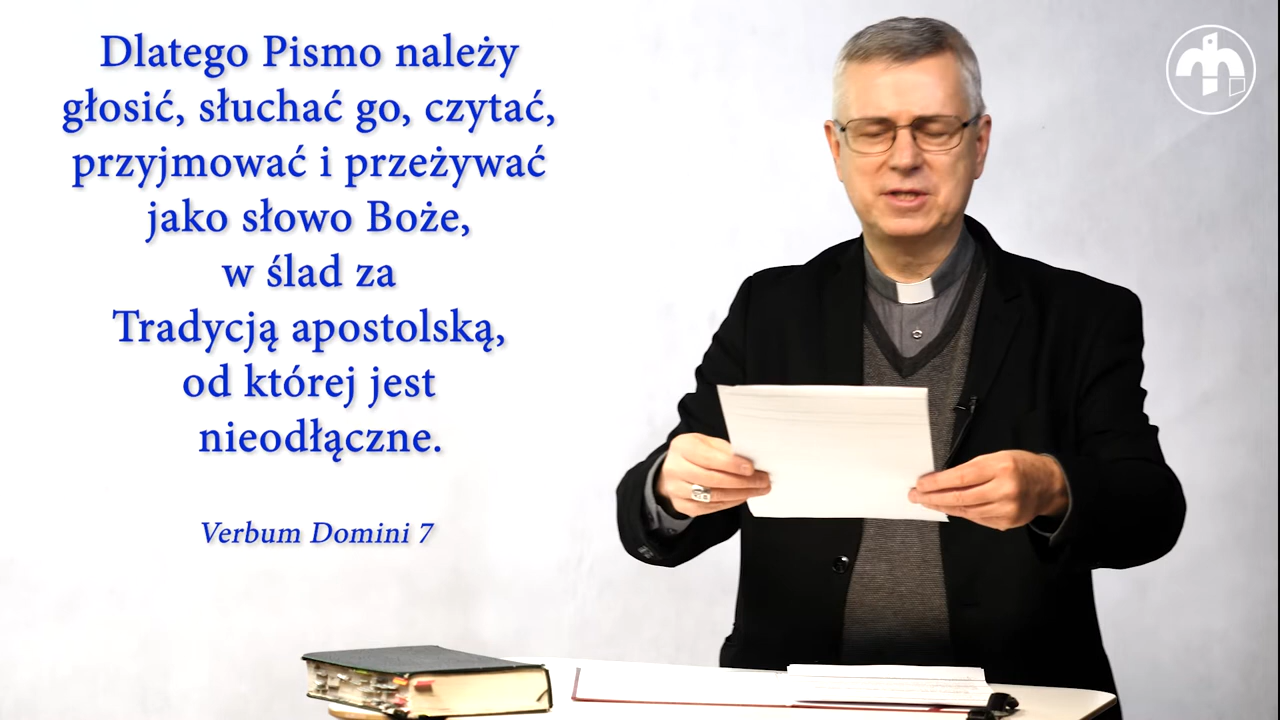 Dlatego Pismo należy
głosić, słuchać go, czytać,
przyjmować i przeżywać
jako słowo Boże,
w ślad za
Tradycją apostolską,
od której jest
nieodłączne.
Verbum Domini 7